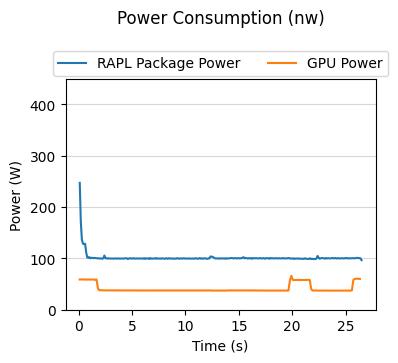 Power Consumption (nw)
RAPL Package Power
GPU Power
400
300
200
100
0
Power (W)
0
5
10
15
20
25
Time (s)